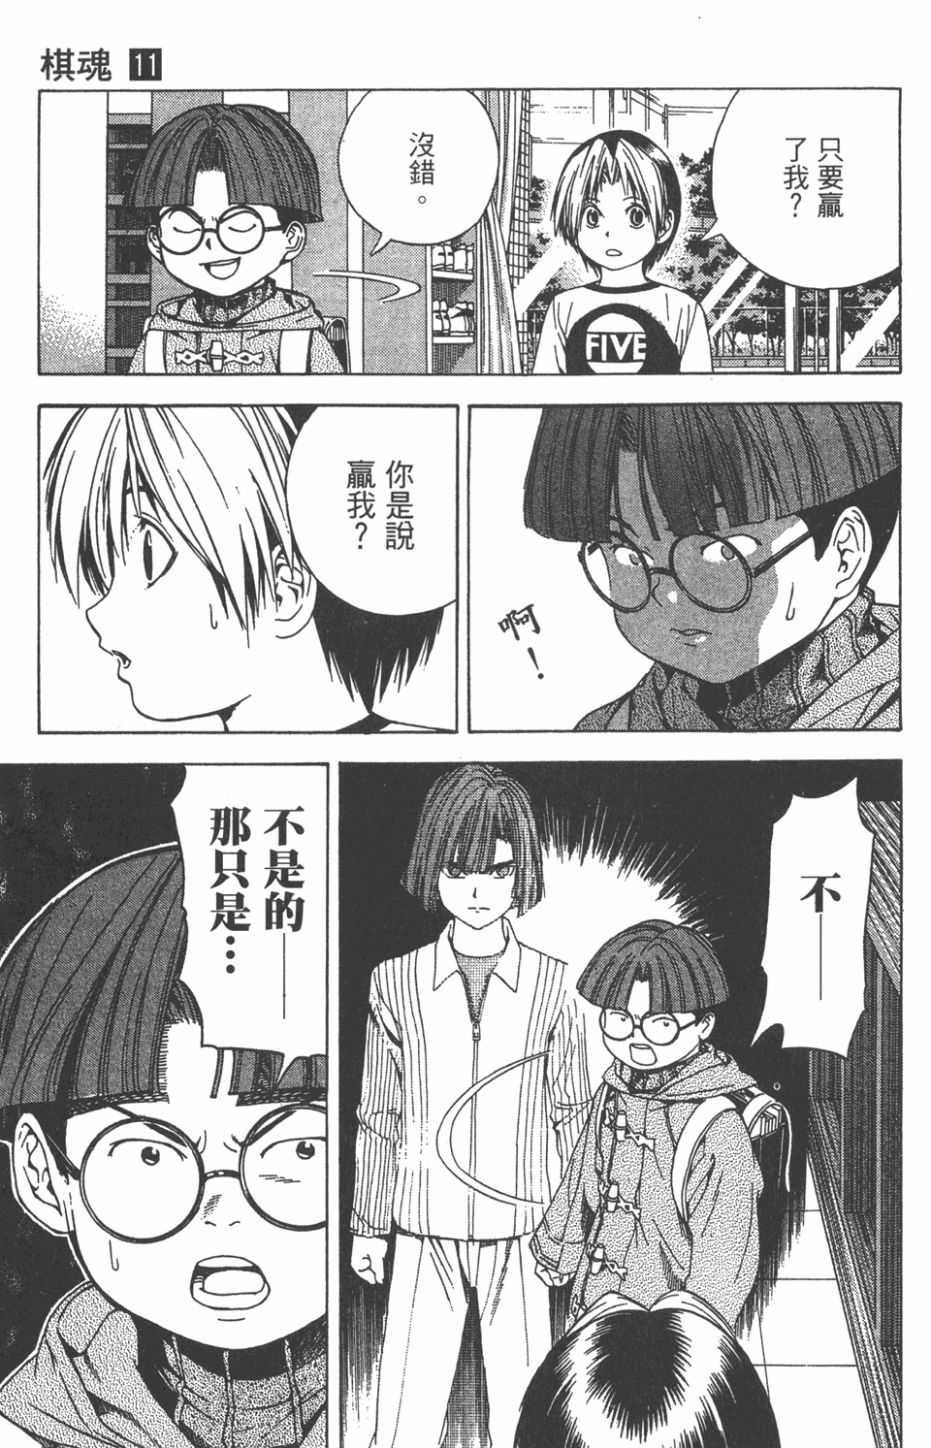 棋魂 11
只要贏
了我？
FIVE
沒錯。
啊！
你是說
贏我？
不——
不是的——
那只是…